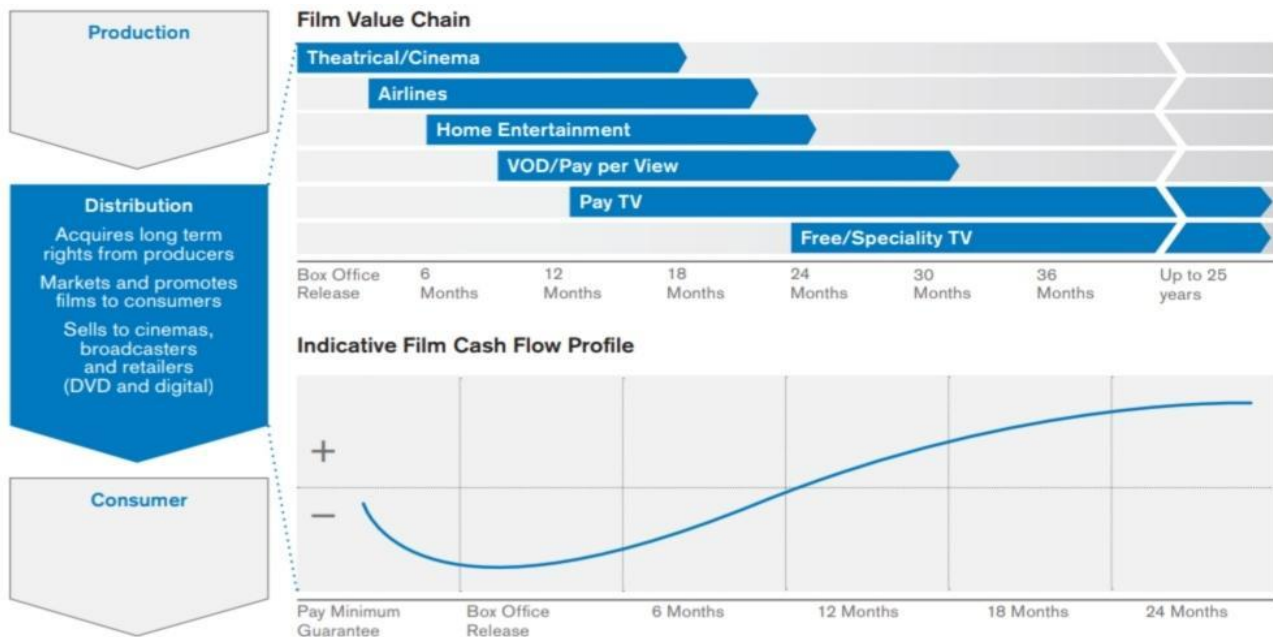 Production
Distribution
Acquires long term
rights from producers
Markets and promotes
films to consumers
Sells to cinemas,
broadcasters
and retailers
(DVD and digital)
Consumer
Film Value Chain
Theatrical/Cinema
Airlines
Home Entertainment
VOD/Pay per View
Pay TV
Free/Speciality TV
Box Office
Release
6
Months
12
Months
18
Months
24
Months
30
Months
36
Months
Up to 25
years
Indicative Film Cash Flow Profile
+
−
Pay Minimum
Guarantee
Box Office
Release
6 Months
12 Months
18 Months
24 Months